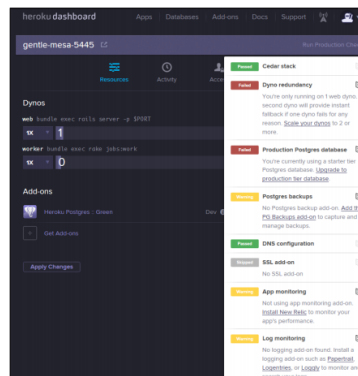 heroku dashboard
Apps
Databases
Add-ons
Docs
Support
gentle-mesa-5445
Run Production Check
Resources
Activity
Dynos
web bundle exec rails server -p $PORT
1X
1
worker bundle exec rake jobs:work
1X
0
Add-ons
Heroku Postgres : Green
Dev
Get Add-ons
Apply Changes
Passed
Cedar stack
Failed
Dyno redundancy
You're only running on 1 web dyno.
second dyno will provide instant
fallback if one dyno fails for any
reason. Scale your dynos to 2 or
more.
Failed
Production Postgres database
You're currently using a starter tier
Postgres database. Upgrade to
production tier database
Warning
Postgres backups
No Postgres backup add-on. Add th
PG Backups add-on to capture and
manage backups.
Passed
DNS configuration
Skipped
SSL add-on
No SSL add-on
Warning
App monitoring
Not using app monitoring add-on.
Install New Relic to monitor your
app's performance.
Warning
Log monitoring
No logging add-on found. Install a
logging add-on such as Papertrail,
Logentries, or Loggly to monitor and